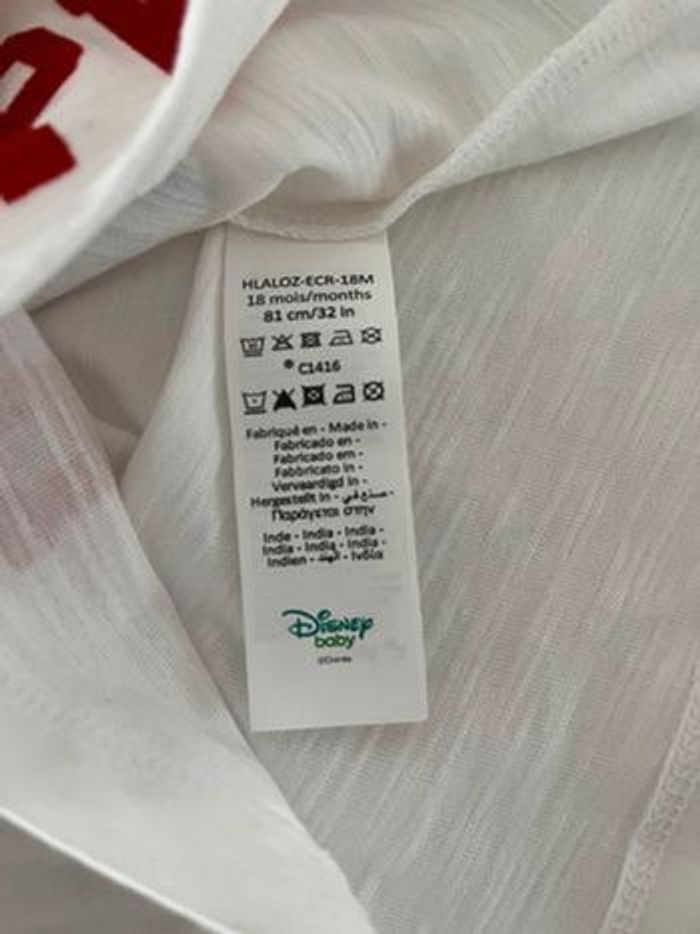 HLALOZ-ECR-18M
18 mois/months
81 cm/32 in
® C1416
Fabriqué en - Made in -
Fabricado en -
Fabricado em -
Fabbricato in -
Vervaardigd in -
Hergestellt in - صنع في -
Παράγεται στην
Inde - India - India -
India - India - India -
Indien - الهند - Ινδία
Disney
baby
©Disney